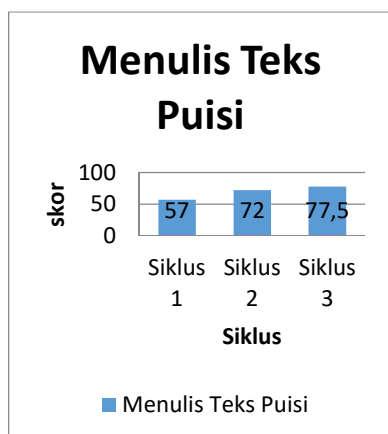 Menulis Teks
Puisi
skor
100
50
0
57
72
77,5
Siklus 1
Siklus 2
Siklus 3
Siklus
Menulis Teks Puisi